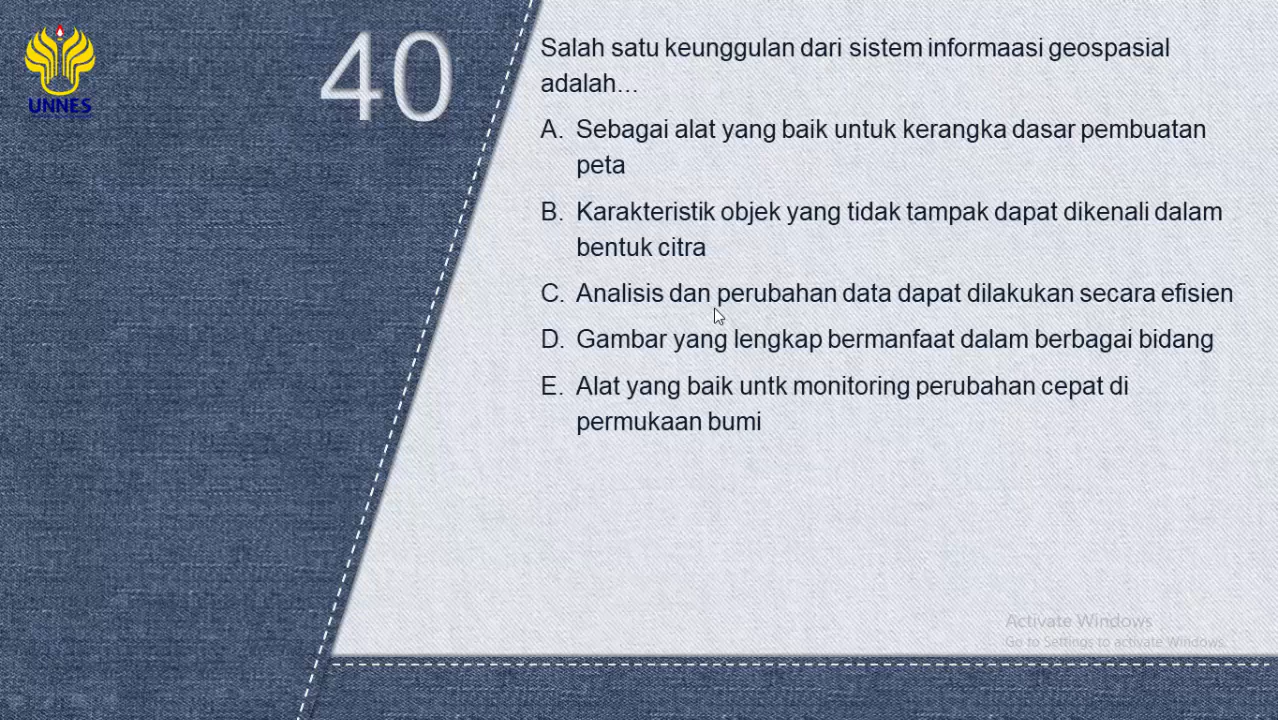 UNNES
40
Salah satu keunggulan dari sistem informaasi geospasial
adalah...
A. Sebagai alat yang baik untuk kerangka dasar pembuatan
peta
B. Karakteristik objek yang tidak tampak dapat dikenali dalam
bentuk citra
C. Analisis dan perubahan data dapat dilakukan secara efisien
D. Gambar yang lengkap bermanfaat dalam berbagai bidang
E. Alat yang baik untk monitoring perubahan cepat di
permukaan bumi
Activate Windows
Go to Settings to activate Windows.